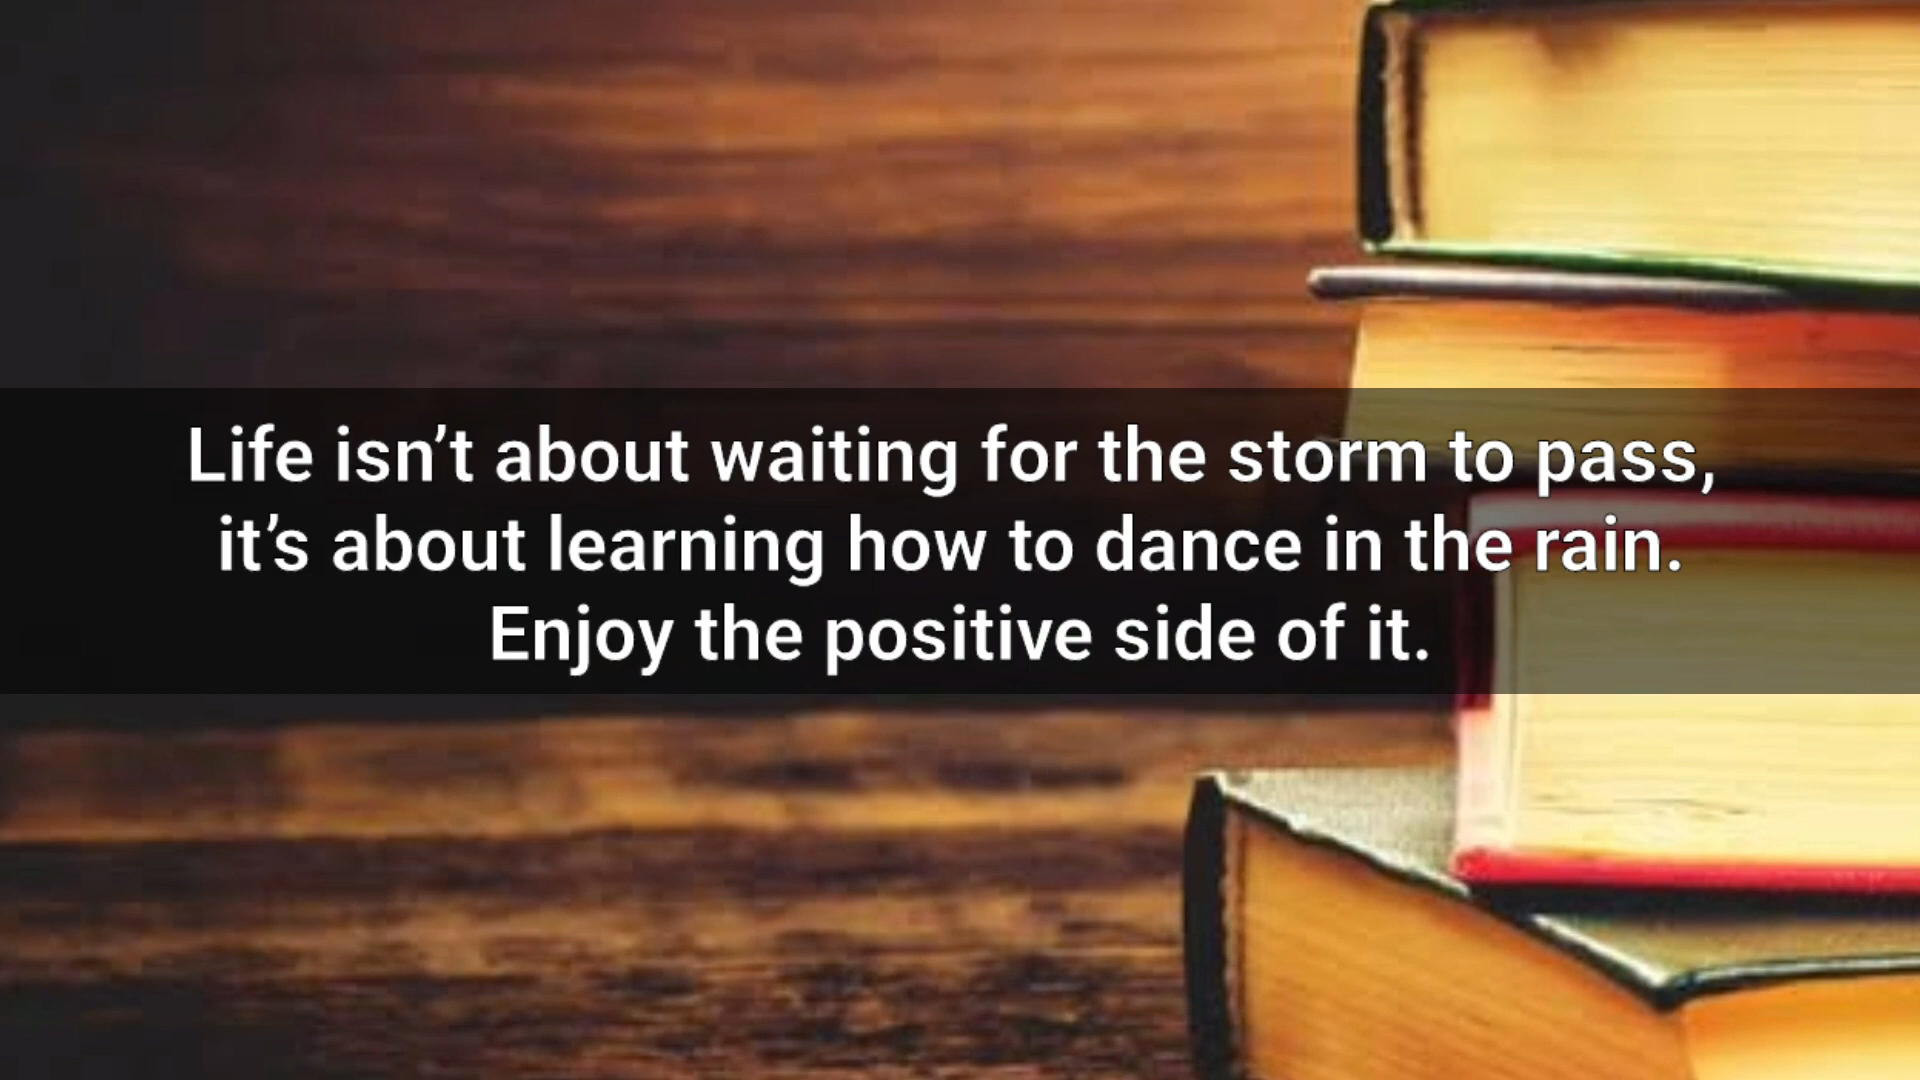 Life isn’t about waiting for the storm to pass,
it’s about learning how to dance in the rain.
Enjoy the positive side of it.